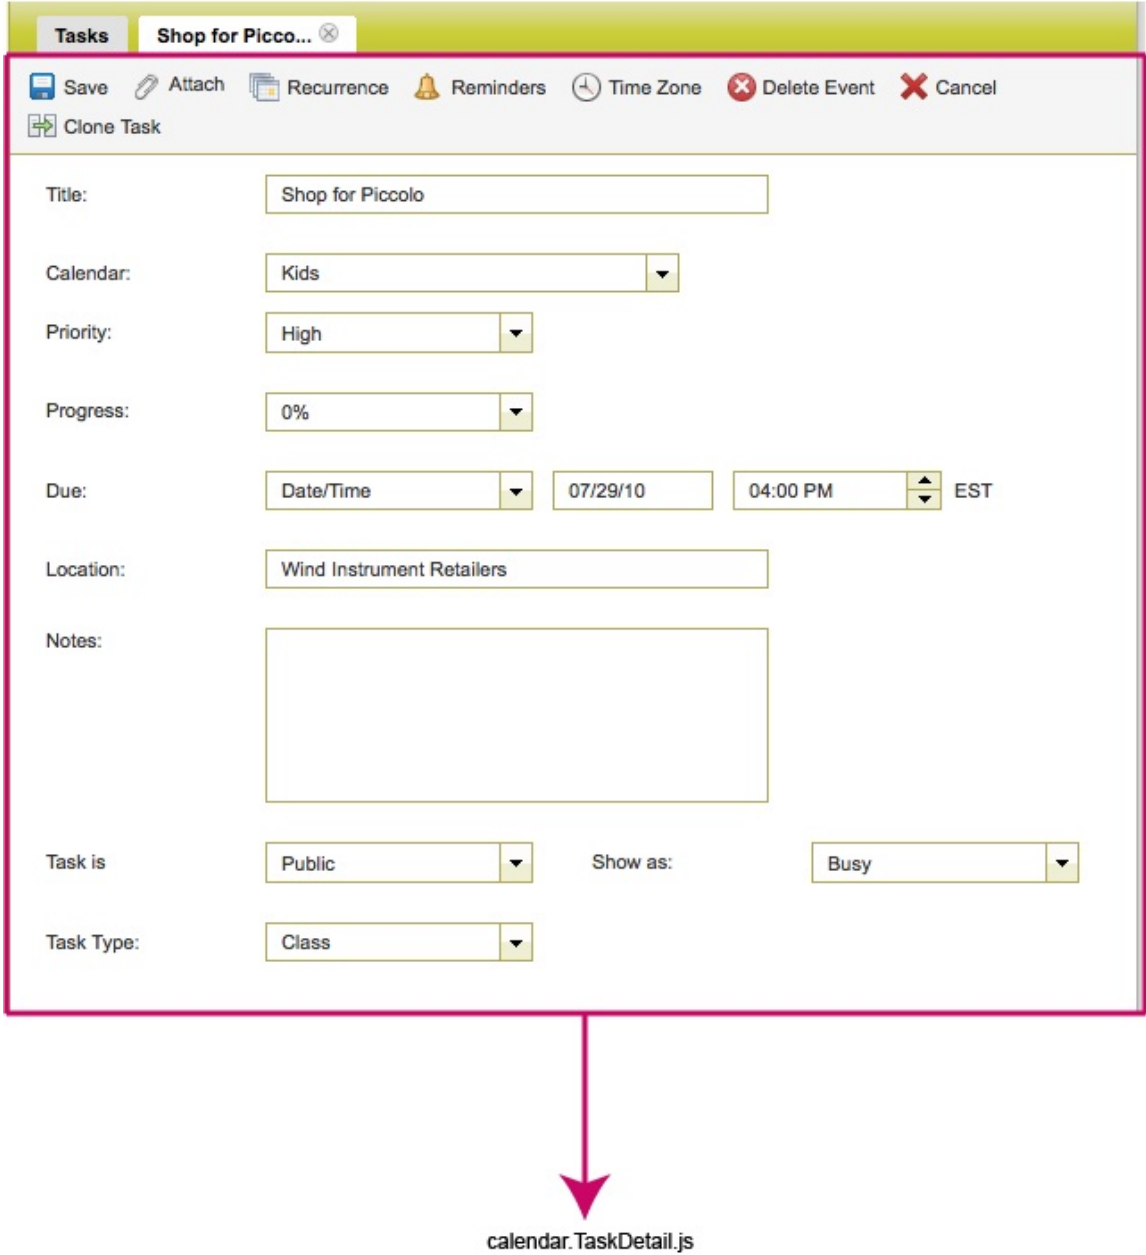 Tasks Shop for Picco...
Save Attach Recurrence Reminders Time Zone Delete Event Cancel
Clone Task
Title: Shop for Piccolo
Calendar: Kids
Priority: High
Progress: 0%
Due: Date/Time 07/29/10 04:00 PM EST
Location: Wind Instrument Retailers
Notes:
Task is Public Show as: Busy
Task Type: Class
calendar.TaskDetail.js